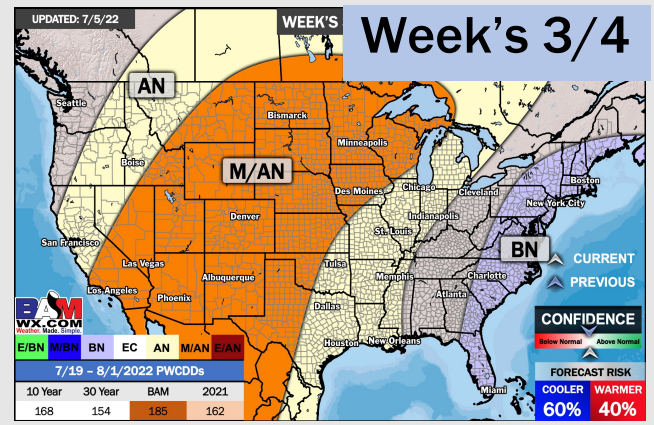 UPDATED: 7/5/22
WEEK'S
Week's 3/4
AN
Seattle
Bismarck
Minneapolis
Boise
M/AN
Des Moines
Chicago
Cleveland
Boston
New York City
Denver
Indianapolis
San Francisco
St. Louis
BN
CURRENT
Las Vegas
Tulsa
Memphis
Charlotte
PREVIOUS
Albuquerque
Los Angeles
Phoenix
Atlanta
Dallas
BAM
WX.COM
Weather. Made. Simple.
Houston
New Orleans
CONFIDENCE
Below Normal
Above Normal
E/BN
M/BN
BN
EC
AN
M/AN
E/AN
7/19 – 8/1/2022 PWCDDs
10 Year 30 Year BAM 2021
168 154 185 162
Miami
FORECAST RISK
COOLER WARMER
60% 40%